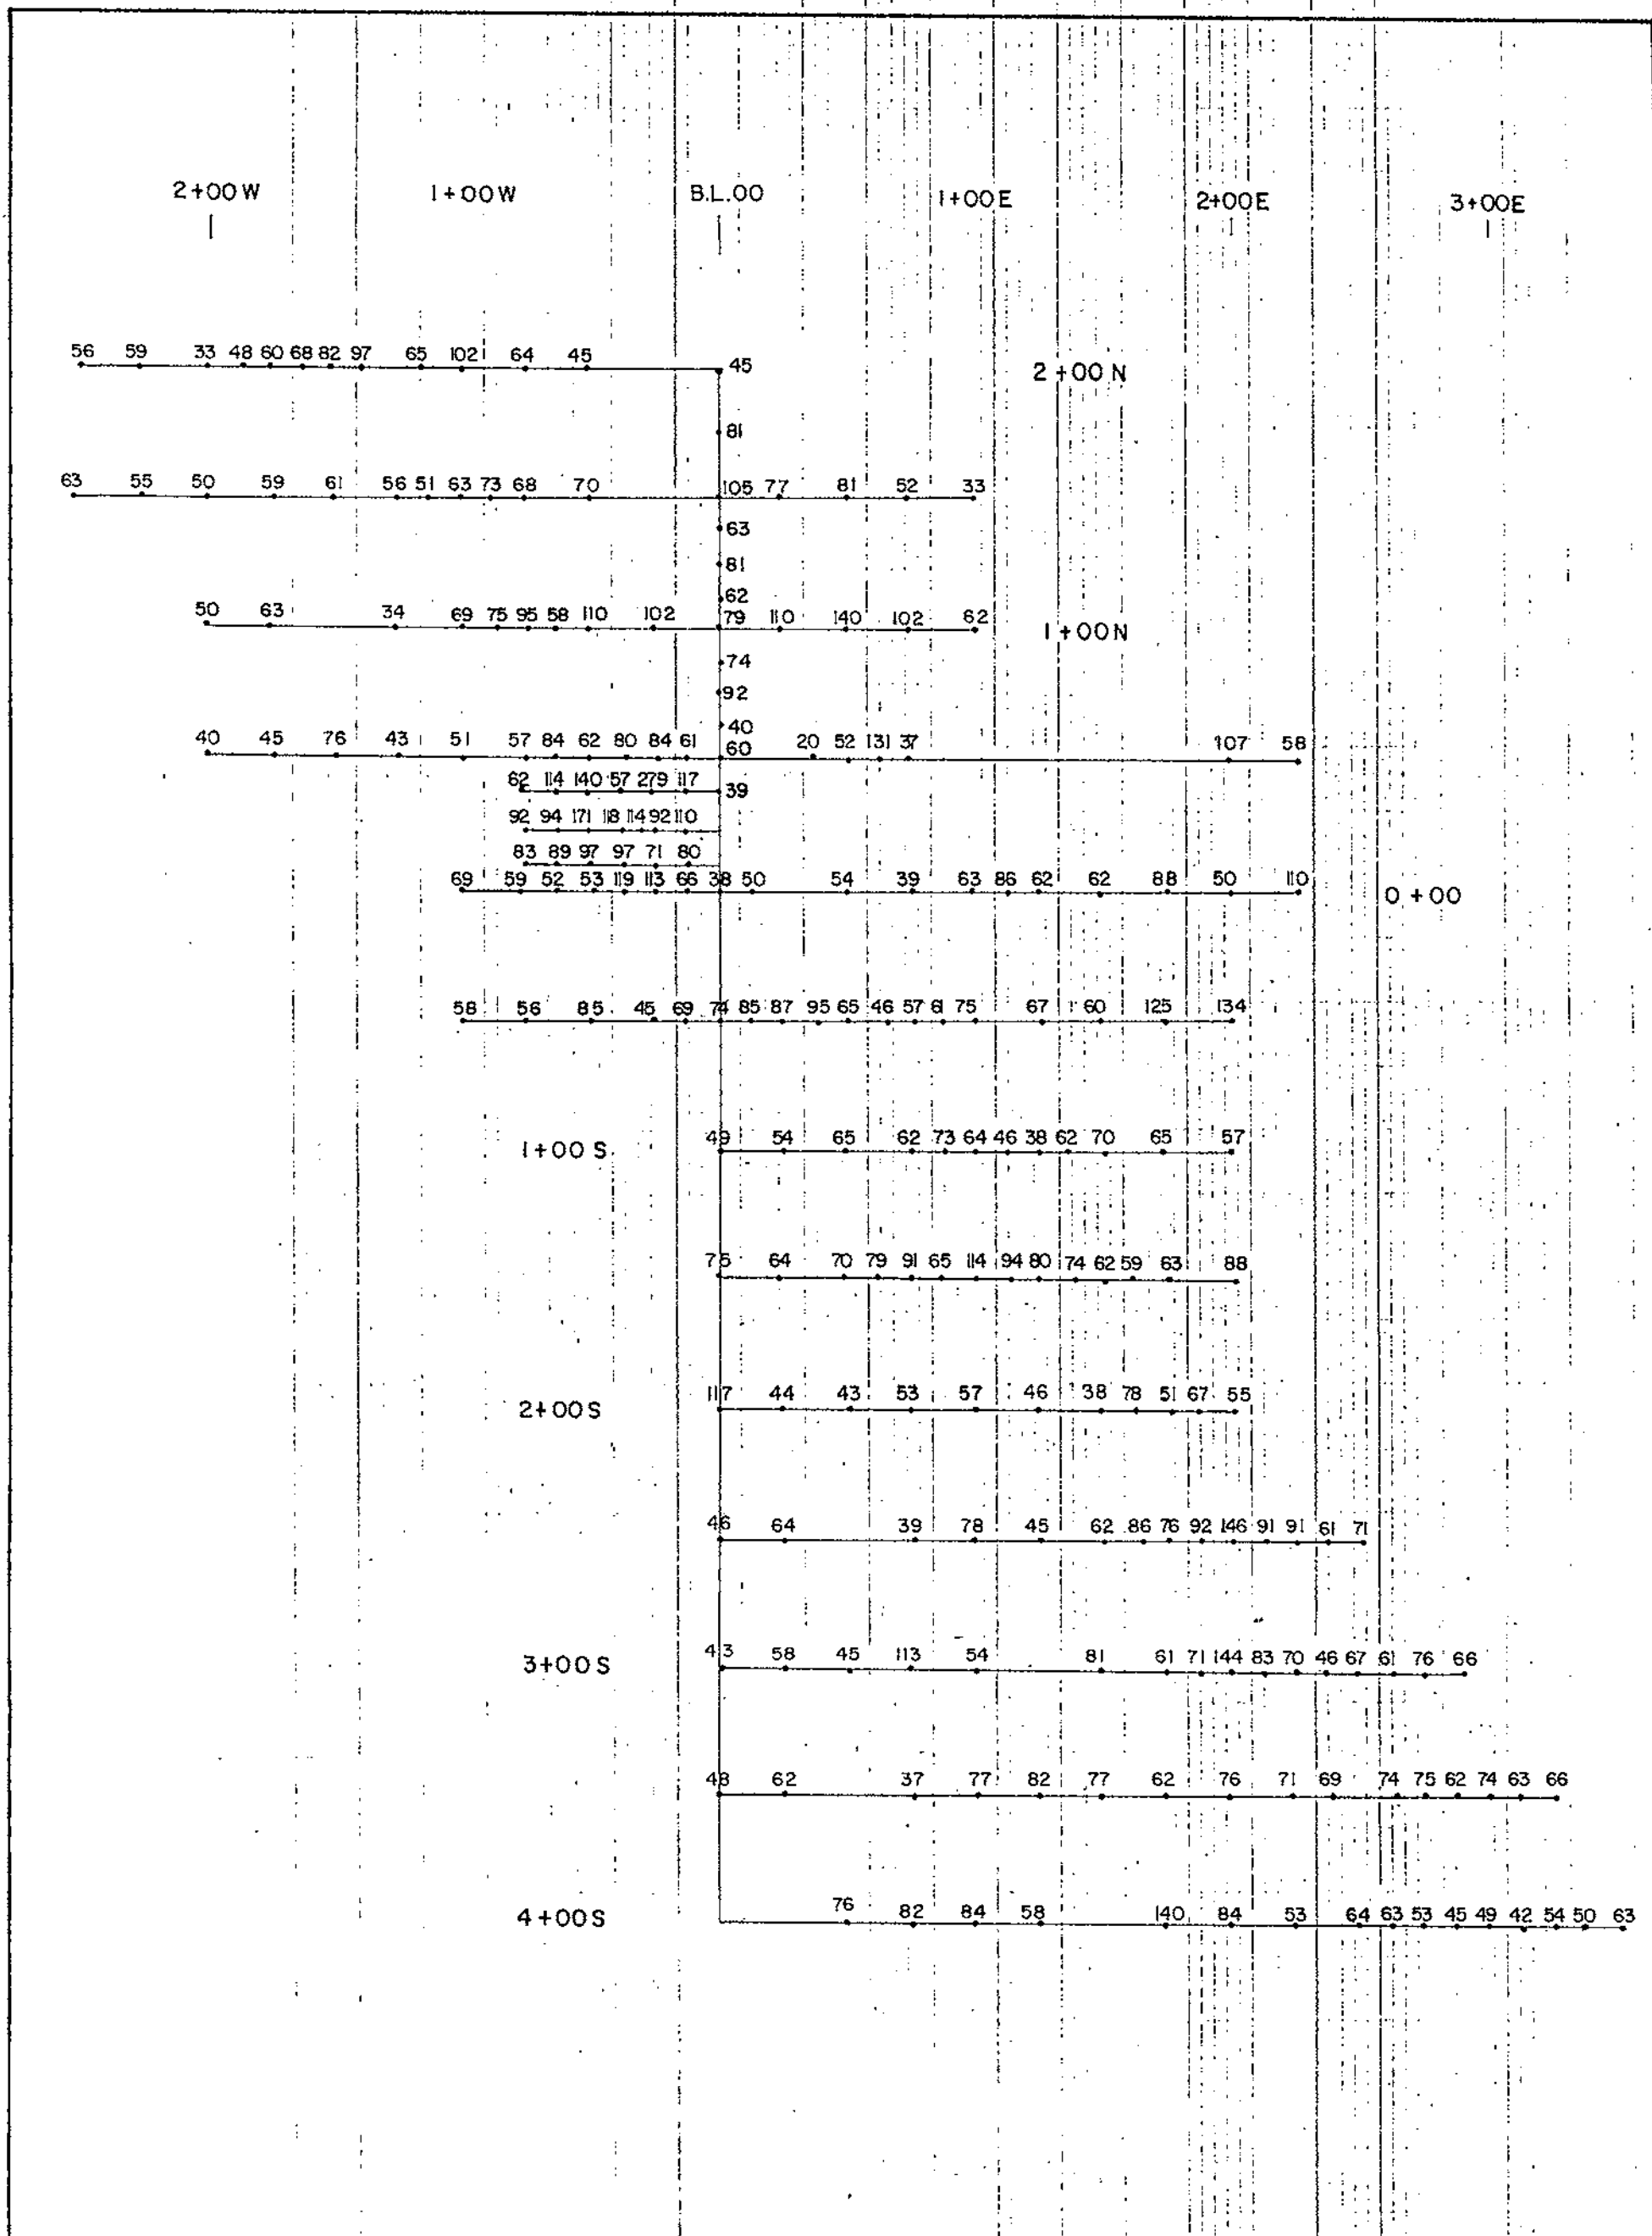 2+00W 1+00W B.L.00 1+00E 2+00E 3+00E
56 59 33 48 60 68 82 97 65 102 64 45 45 2+00N
81
63 55 50 59 61 56 51 63 73 68 70 105 77 81 52 33
63
81
62
50 63 34 69 75 95 58 110 102 79 110 140 102 62 1+00N
74
92
40
40 45 76 43 51 57 84 62 80 84 61 60 20 52 131 37 107 58
62 114 140 57 279 117 39
92 94 171 118 114 92 110
83 89 97 97 71 80
69 59 52 53 119 113 66 38 50 54 39 63 86 62 62 88 50 110 0+00
58 56 85 45 69 74 85 87 95 65 46 57 61 75 67 60 125 134
1+00S 49 54 65 62 73 64 46 38 62 70 65 57
75 64 70 79 91 65 114 94 80 74 62 59 63 88
2+00S 117 44 43 53 57 46 38 78 51 67 55
46 64 39 78 45 62 86 76 92 146 91 91 61 71
3+00S 43 58 45 113 54 81 61 71 144 83 70 46 67 61 76 66
48 62 37 77 82 77 62 76 71 69 74 75 62 74 63 66
4+00S 76 82 84 58 140 84 53 64 63 53 45 49 42 54 50 63